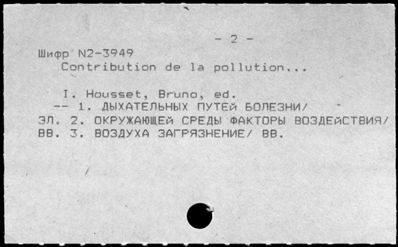 - 2 -
Шифр N2-3949
Contribution de la pollution...
I. Housset, Bruno, ed.
-- 1. ДЫХАТЕЛЬНЫХ ПУТЕЙ БОЛЕЗНИ/
ЭЛ. 2. ОКРУЖАЮЩЕЙ СРЕДЫ ФАКТОРЫ ВОЗДЕЙСТВИЯ/
ВВ. 3. ВОЗДУХА ЗАГРЯЗНЕНИЕ/ ВВ.